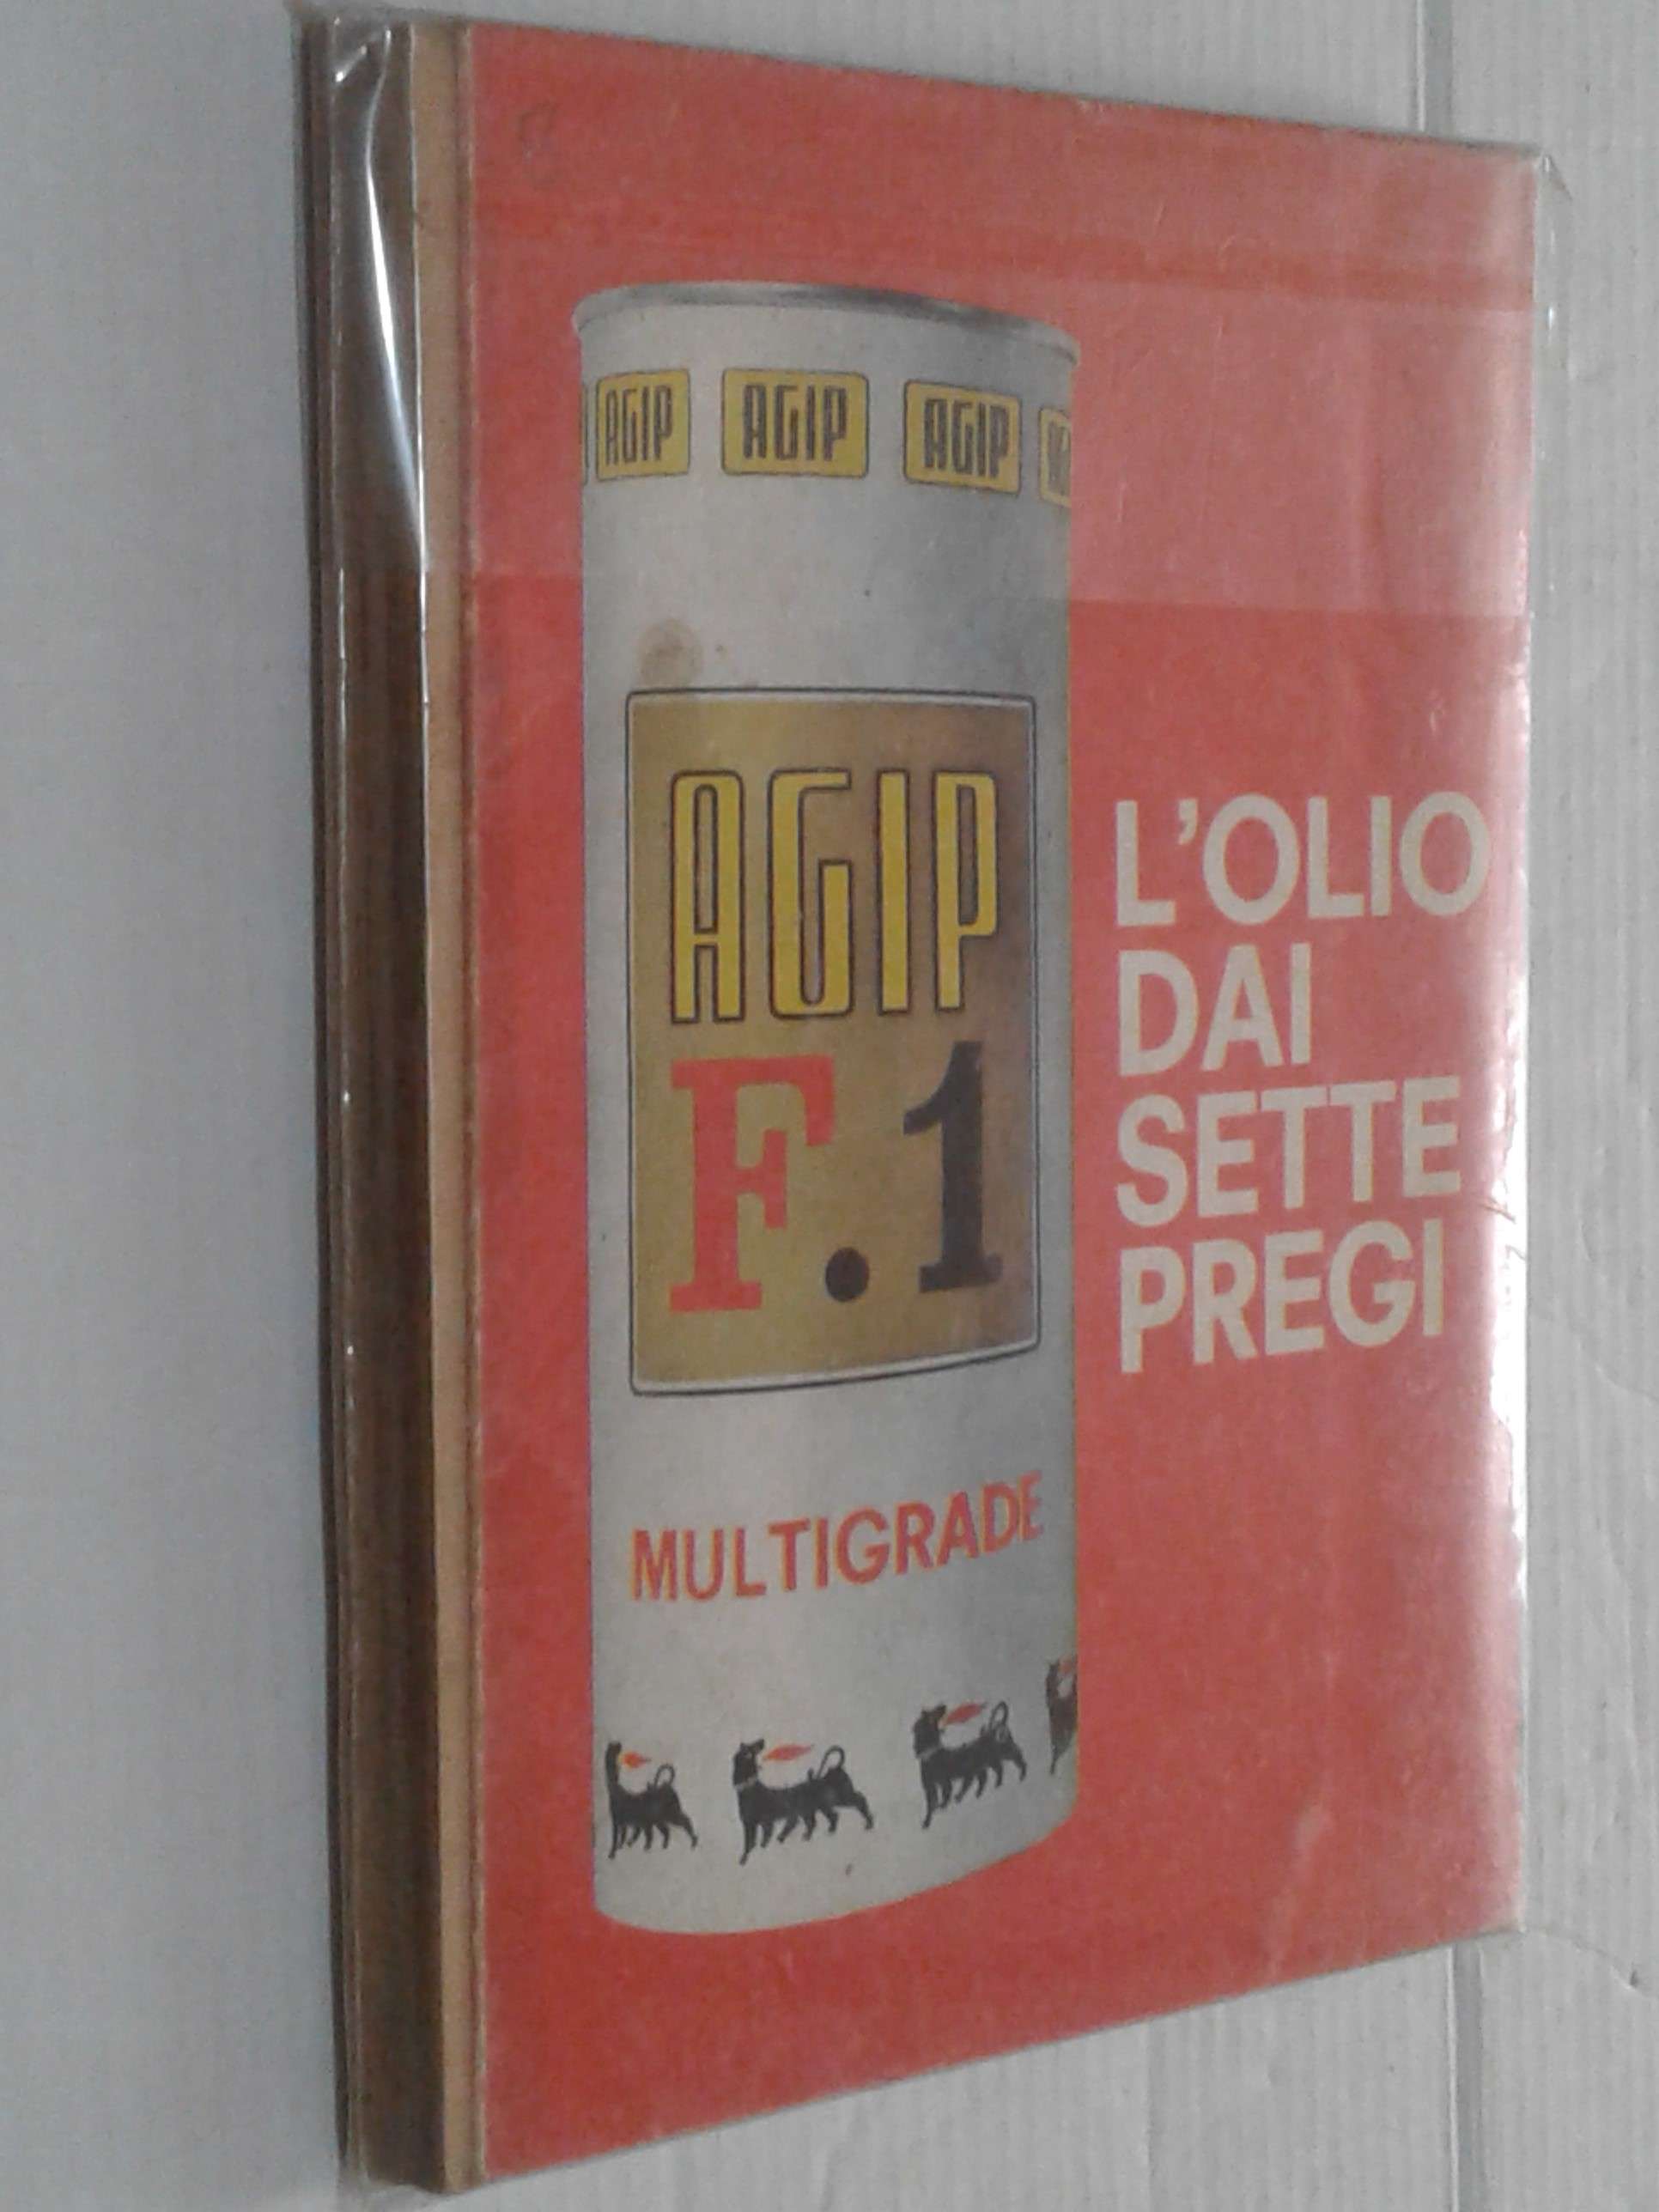 AGIP AGIP AGIP
AGIP
F.1
MULTIGRADE
L'OLIO
DAI
SETTE
PREGI